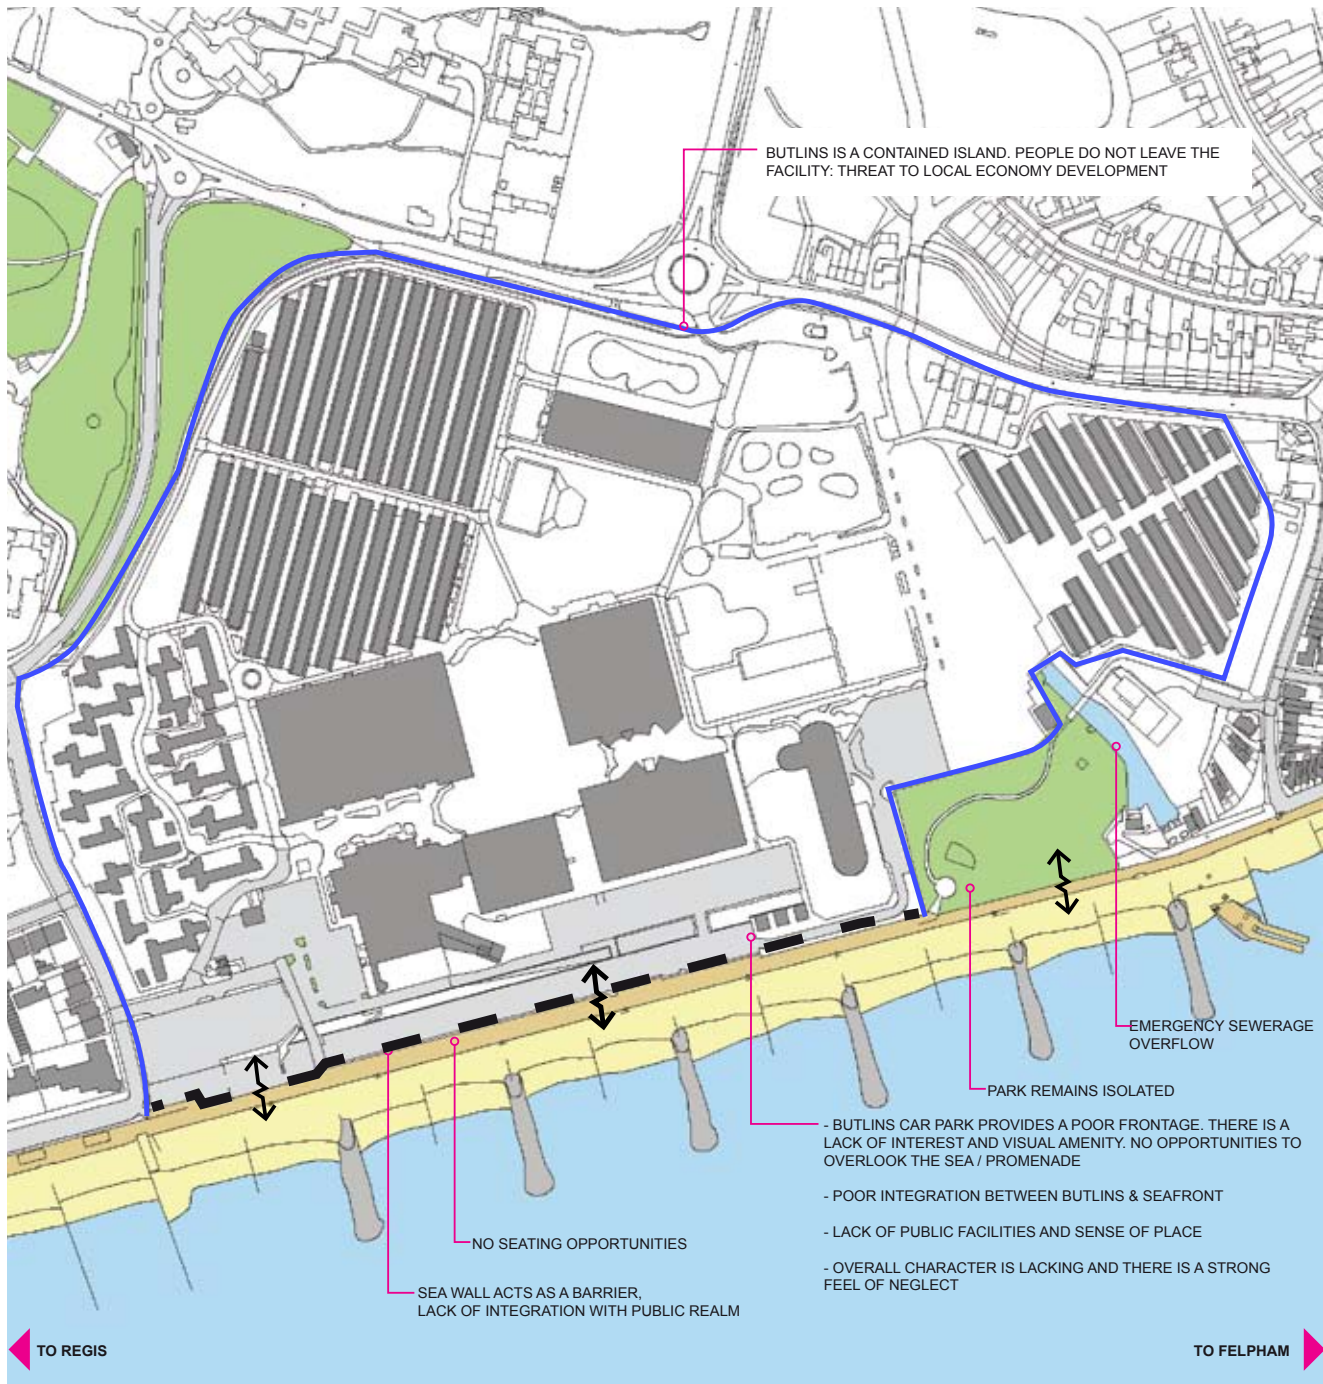 BUTLINS IS A CONTAINED ISLAND. PEOPLE DO NOT LEAVE THE
FACILITY: THREAT TO LOCAL ECONOMY DEVELOPMENT
EMERGENCY SEWERAGE
OVERFLOW
PARK REMAINS ISOLATED
- BUTLINS CAR PARK PROVIDES A POOR FRONTAGE. THERE IS A
LACK OF INTEREST AND VISUAL AMENITY. NO OPPORTUNITIES TO
OVERLOOK THE SEA / PROMENADE
- POOR INTEGRATION BETWEEN BUTLINS & SEAFRONT
- LACK OF PUBLIC FACILITIES AND SENSE OF PLACE
- OVERALL CHARACTER IS LACKING AND THERE IS A STRONG
FEEL OF NEGLECT
NO SEATING OPPORTUNITIES
SEA WALL ACTS AS A BARRIER,
LACK OF INTEGRATION WITH PUBLIC REALM
TO REGIS
TO FELPHAM